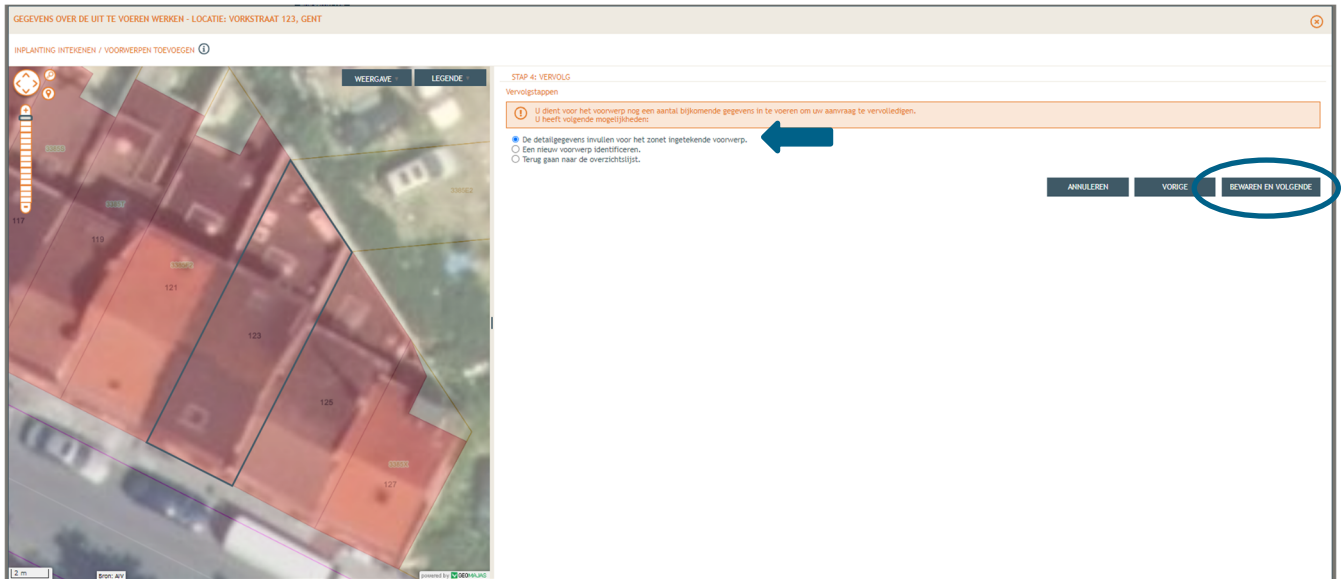 GEGEVENS OVER DE UIT TE VOEREN WERKEN - LOCATIE: VORKSTRAAT 123, GENT
INPLANTING INTEKENEN / VOORWERPEN TOEVOEGEN
WEERGAVE
LEGENDE
117
119
121
123
125
127
2 m
Bron: AIV
powered by GEOMAJAS
STAP 4: VERVOLG
Vervolgstappen
U dient voor het voorwerp nog een aantal bijkomende gegevens in te voeren om uw aanvraag te vervolledigen.
U heeft volgende mogelijkheden:
De detailgegevens invullen voor het zonet ingetekende voorwerp.
Een nieuw voorwerp identificeren.
Terug gaan naar de overzichtslijst.
ANNULEREN
VORIGE
BEWAREN EN VOLGENDE